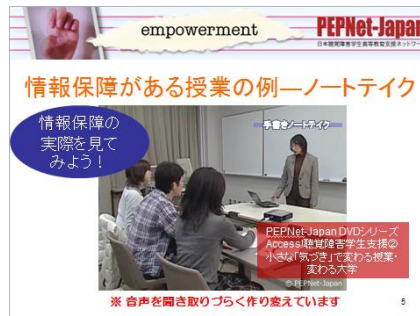 empowerment
PEPNet-Japan
日本聴覚障害学生高等教育支援ネットワーク
情報保障がある授業の例―ノートテイク
情報保障の
実際を見て
みよう！
手書きノートテイク
PEPNet-Japan DVDシリーズ
Access!聴覚障害学生支援②
小さな「気づき」で変わる授業・
変わる大学
© PEPNet-Japan
※ 音声を聞き取りづらく作り変えています
5